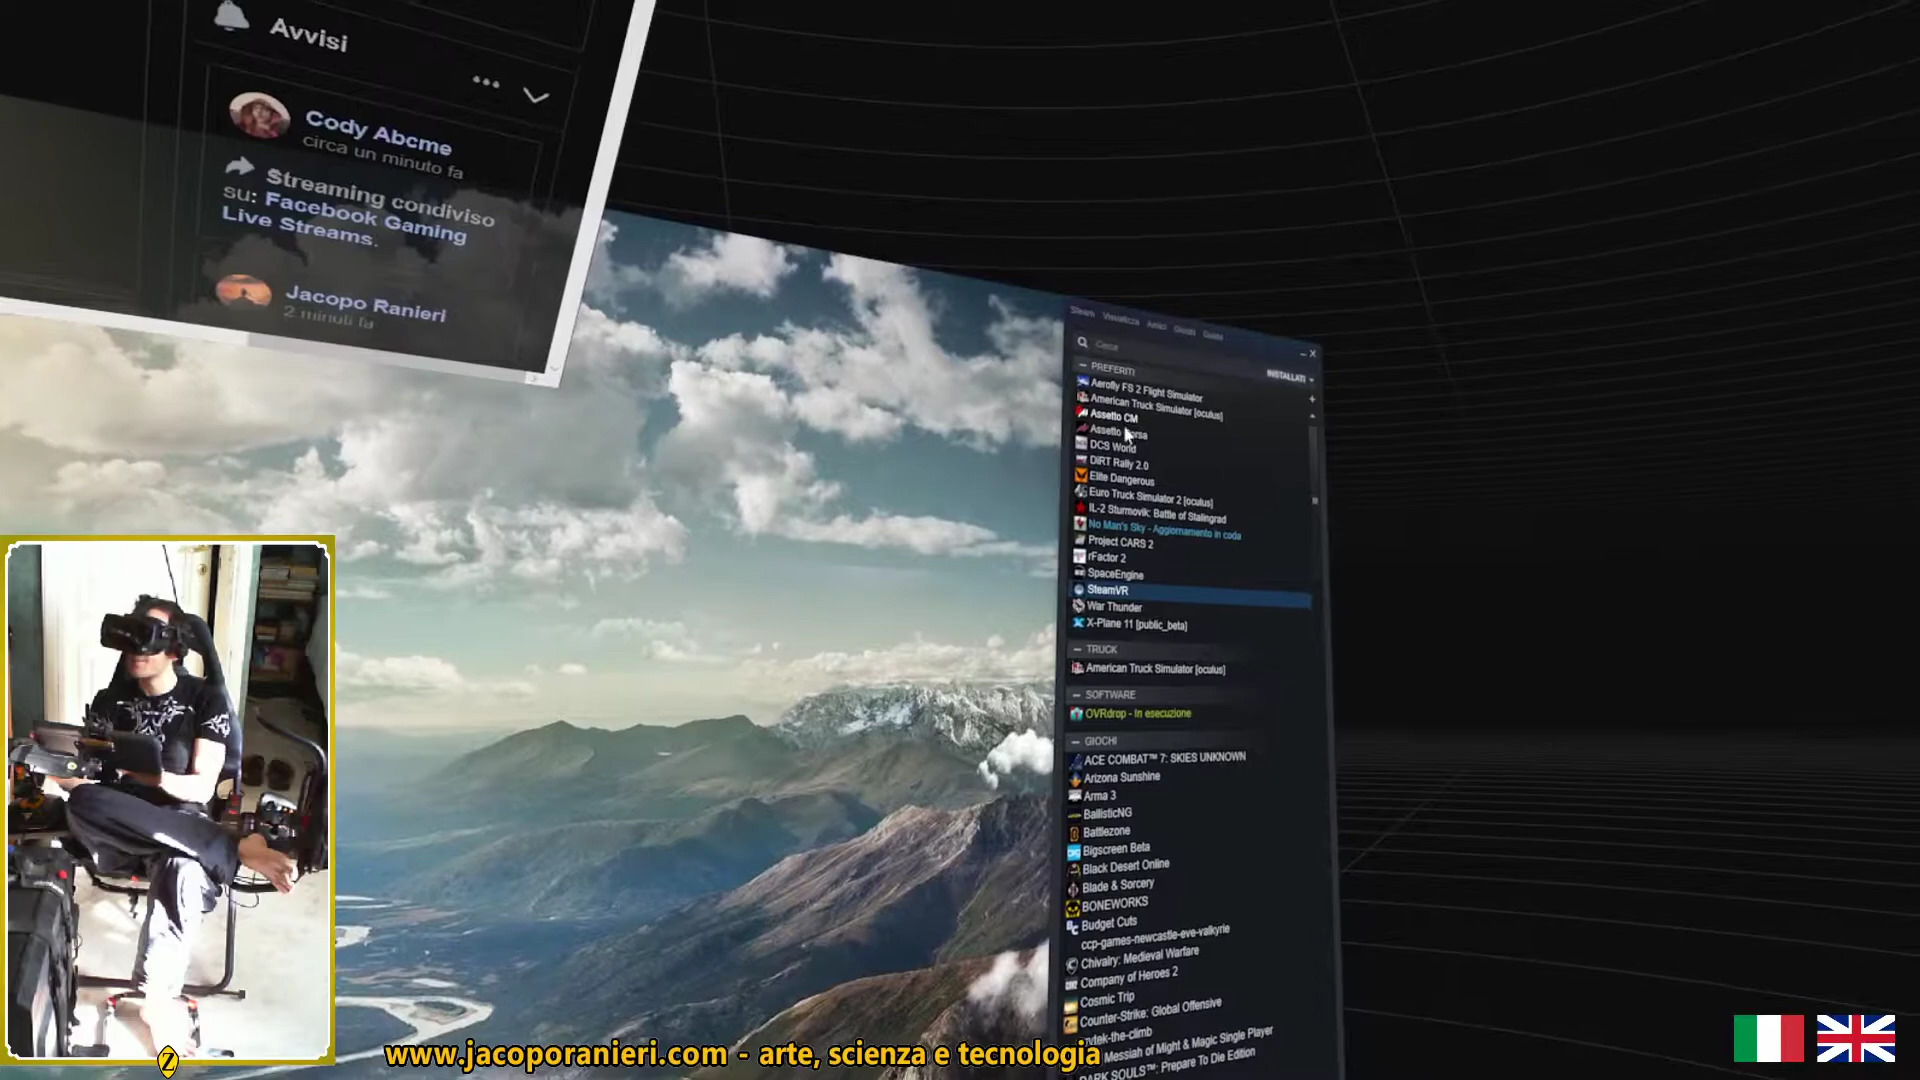 Avvisi
Cody Abcme
circa un minuto fa
Streaming condiviso
su: Facebook Gaming
Live Streams.
Jacopo Ranieri
2 minuti fa
Steam Visualizza Amici Giochi Guida
Cerca
PREFERITI
INSTALLATI
Aerofly FS 2 Flight Simulator
American Truck Simulator [oculus]
Assetto CM
Assetto
DCS World
DiRT Rally 2.0
Elite Dangerous
Euro Truck Simulator 2 [oculus]
IL-2 Sturmovik: Battle of Stalingrad
No Man's Sky - Aggiornamento in coda
Project CARS 2
rFactor 2
SpaceEngine
SteamVR
War Thunder
X-Plane 11 [public_beta]
TRUCK
American Truck Simulator [oculus]
SOFTWARE
OVRdrop - In esecuzione
GIOCHI
ACE COMBAT™ 7: SKIES UNKNOWN
Arizona Sunshine
Arma 3
BallisticNG
Battlezone
Bigscreen Beta
Black Desert Online
Blade & Sorcery
BONEWORKS
Budget Cuts
ccp-games-newcastle-eve-valkyrie
Chivalry: Medieval Warfare
Company of Heroes 2
Cosmic Trip
Counter-Strike: Global Offensive
Messiah of Might & Magic Single Player
DARK SOULS™: Prepare To Die Edition
Z
www.jacoporanieri.com - arte, scienza e tecnologia